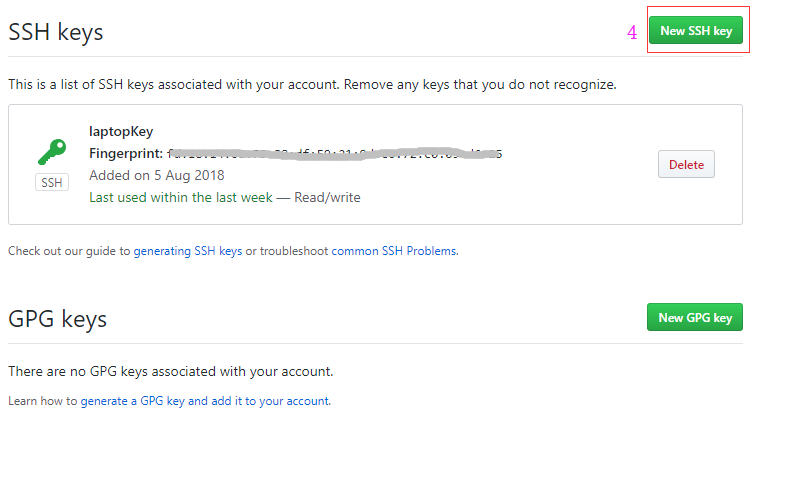 SSH keys
4
New SSH key
This is a list of SSH keys associated with your account. Remove any keys that you do not recognize.
laptopKey
Fingerprint:
SSH
Added on 5 Aug 2018
Delete
Last used within the last week — Read/write
Check out our guide to generating SSH keys or troubleshoot common SSH Problems.
GPG keys
New GPG key
There are no GPG keys associated with your account.
Learn how to generate a GPG key and add it to your account.